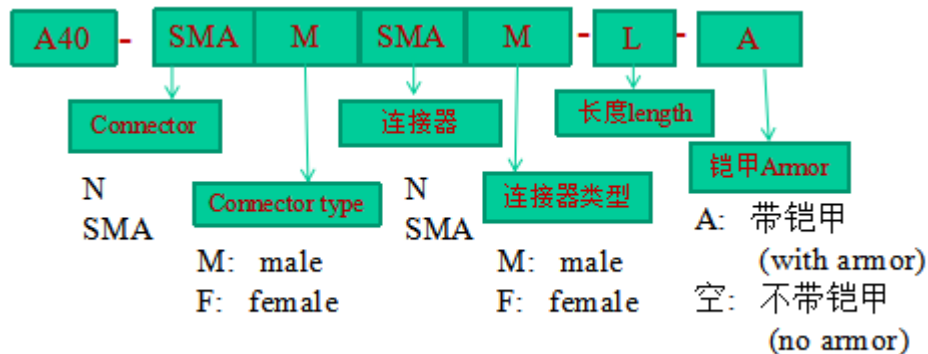 A40 - SMA M SMA M - L - A
Connector
连接器
长度length
铠甲Armor
N
SMA
Connector type
N
SMA
连接器类型
M: male
F: female
M: male
F: female
A: 带铠甲
(with armor)
空: 不带铠甲
(no armor)